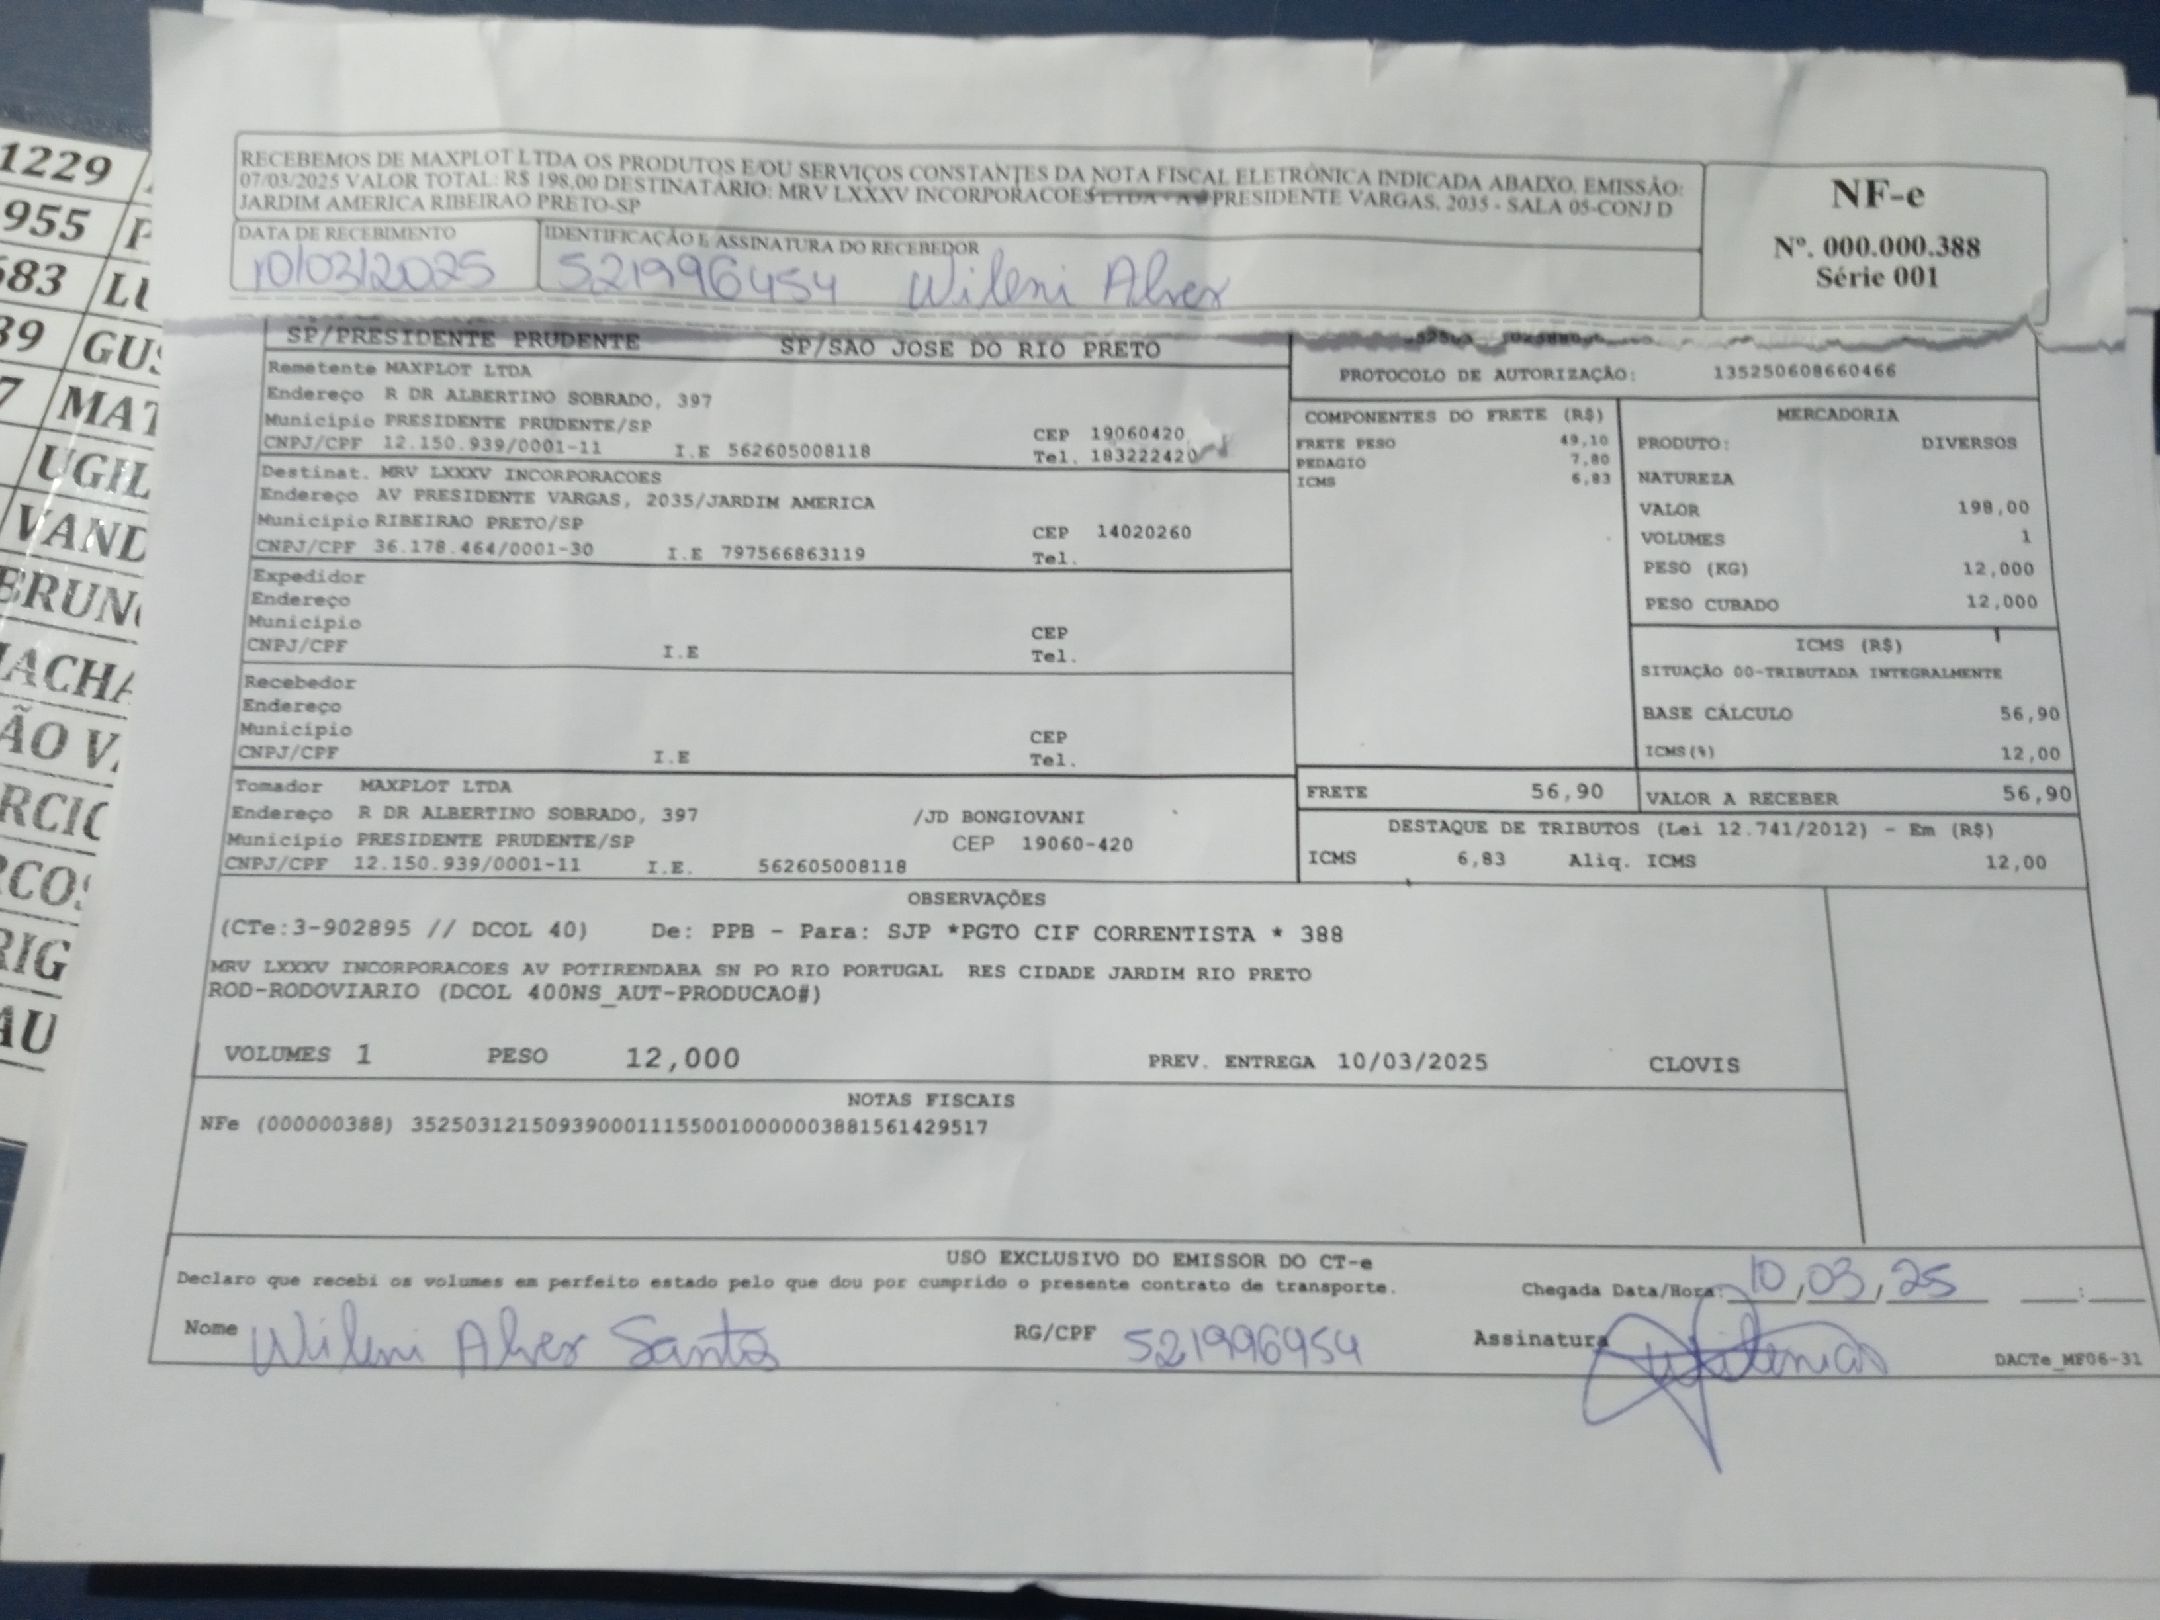 RECEBEMOS DE MAXPLOT LTDA OS PRODUTOS E/OU SERVIÇOS CONSTANTES DA NOTA FISCAL ELETRÔNICA INDICADA ABAIXO. EMISSÃO:
07/03/2025 VALOR TOTAL: R$ 198,00 DESTINATÁRIO: MRV LXXXV INCORPORACOES LTDA - PRESIDENTE VARGAS, 2035 - SALA 05-CONJ D
JARDIM AMERICA RIBEIRAO PRETO-SP
NF-e
Nº. 000.000.388
Série 001
DATA DE RECEBIMENTO
10/03/2025
IDENTIFICAÇÃO E ASSINATURA DO RECEBEDOR
521996454 Wileni Alves
SP/PRESIDENTE PRUDENTE SP/SAO JOSE DO RIO PRETO
Remetente MAXPLOT LTDA
Endereço R DR ALBERTINO SOBRADO, 397
Município PRESIDENTE PRUDENTE/SP CEP 19060420
CNPJ/CPF 12.150.939/0001-11 I.E 562605008118 Tel. 183222420
Destinat. MRV LXXXV INCORPORACOES
Endereço AV PRESIDENTE VARGAS, 2035/JARDIM AMERICA
Município RIBEIRAO PRETO/SP CEP 14020260
CNPJ/CPF 36.178.464/0001-30 I.E 797566863119 Tel.
Expedidor
Endereço
Município CEP
CNPJ/CPF I.E Tel.
Recebedor
Endereço
Município CEP
CNPJ/CPF I.E Tel.
Tomador MAXPLOT LTDA
Endereço R DR ALBERTINO SOBRADO, 397 /JD BONGIOVANI
Município PRESIDENTE PRUDENTE/SP CEP 19060-420
CNPJ/CPF 12.150.939/0001-11 I.E. 562605008118
PROTOCOLO DE AUTORIZAÇÃO: 135250608660466
COMPONENTES DO FRETE (R$)
FRETE PESO 49,10
PEDAGIO 7,80
ICMS 6,83
MERCADORIA
PRODUTO: DIVERSOS
NATUREZA
VALOR 198,00
VOLUMES 1
PESO (KG) 12,000
PESO CUBADO 12,000
ICMS (R$)
SITUAÇÃO 00-TRIBUTADA INTEGRALMENTE
BASE CÁLCULO 56,90
ICMS(%) 12,00
FRETE 56,90 VALOR A RECEBER 56,90
DESTAQUE DE TRIBUTOS (Lei 12.741/2012) - Em (R$)
ICMS 6,83 Aliq. ICMS 12,00
OBSERVAÇÕES
(CTe:3-902895 // DCOL 40) De: PPB - Para: SJP *PGTO CIF CORRENTISTA * 388
MRV LXXXV INCORPORACOES AV POTIRENDABA SN PO RIO PORTUGAL RES CIDADE JARDIM RIO PRETO
ROD-RODOVIARIO (DCOL 400NS_AUT-PRODUCAO#)
VOLUMES 1 PESO 12,000 PREV. ENTREGA 10/03/2025 CLOVIS
NOTAS FISCAIS
NFe (000000388) 35250312150939000111550010000003881561429517
USO EXCLUSIVO DO EMISSOR DO CT-e
Declaro que recebi os volumes em perfeito estado pelo que dou por cumprido o presente contrato de transporte.
Chegada Data/Hora: 10,03,25 :
Nome Wileni Alves Santos RG/CPF 521996454 Assinatura
DACTe_MF06-31
1229
955 P
683 LU
39 GUS
7 MAT
UGIL
VAND
BRUN
MACHA
ÃO V
RCIO
RCOS
RIG
AU